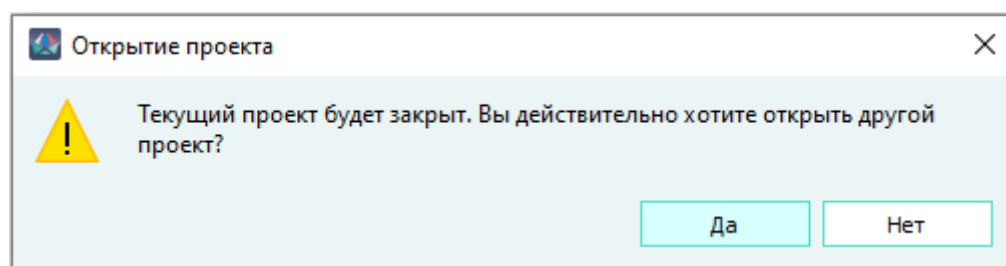 Открытие проекта
Текущий проект будет закрыт. Вы действительно хотите открыть другой
проект?
Да
Нет